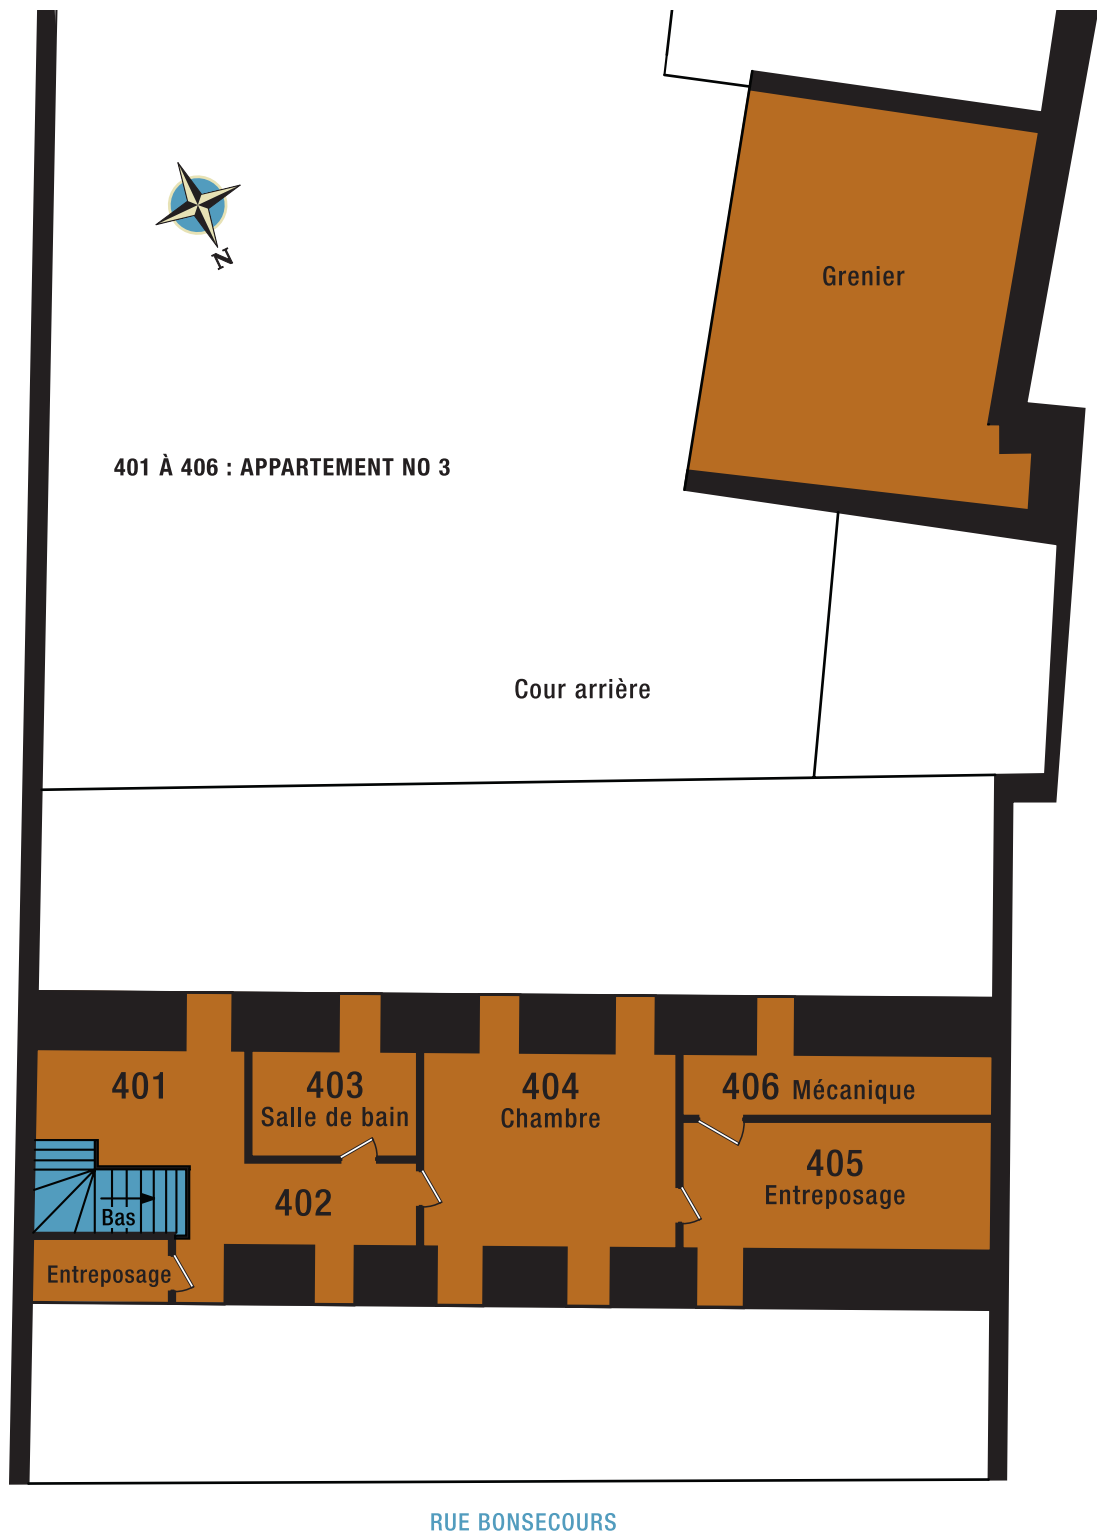 N
Grenier
401 À 406 : APPARTEMENT NO 3
Cour arrière
401
403
Salle de bain
404
Chambre
406 Mécanique
405
Entreposage
402
Bas
Entreposage
RUE BONSECOURS